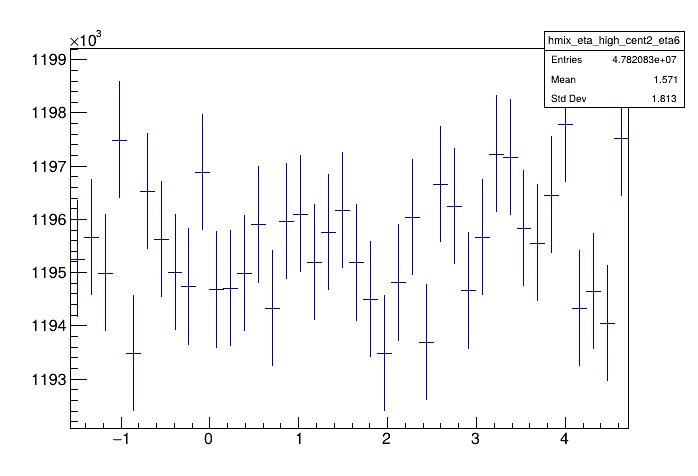 ×10³
hmix_eta_high_cent2_eta6
Entries 4.782083e+07
Mean 1.571
Std Dev 1.813
1199
1198
1197
1196
1195
1194
1193
−1 0 1 2 3 4